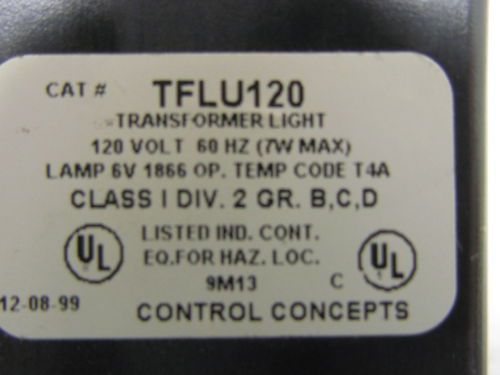 CAT # TFLU120
TRANSFORMER LIGHT
120 VOLT 60 HZ (7W MAX)
LAMP 6V 1866 OP. TEMP CODE T4A
CLASS I DIV. 2 GR. B,C,D
UL LISTED IND. CONT. UL
EQ.FOR HAZ. LOC.
9M13 C
12-08-99 CONTROL CONCEPTS